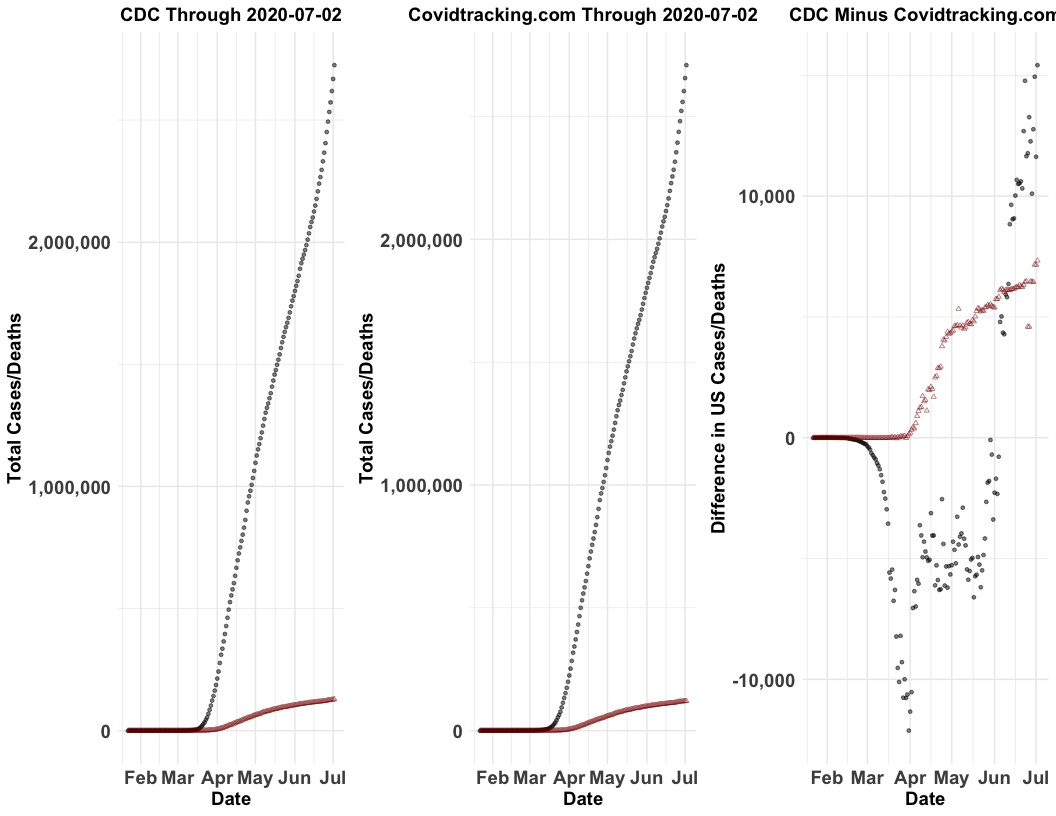 CDC Through 2020-07-02
Total Cases/Deaths
2,000,000
1,000,000
0
Feb Mar Apr May Jun Jul
Date
Covidtracking.com Through 2020-07-02
Total Cases/Deaths
2,000,000
1,000,000
0
Feb Mar Apr May Jun Jul
Date
CDC Minus Covidtracking.com
Difference in US Cases/Deaths
10,000
0
-10,000
Feb Mar Apr May Jun Jul
Date